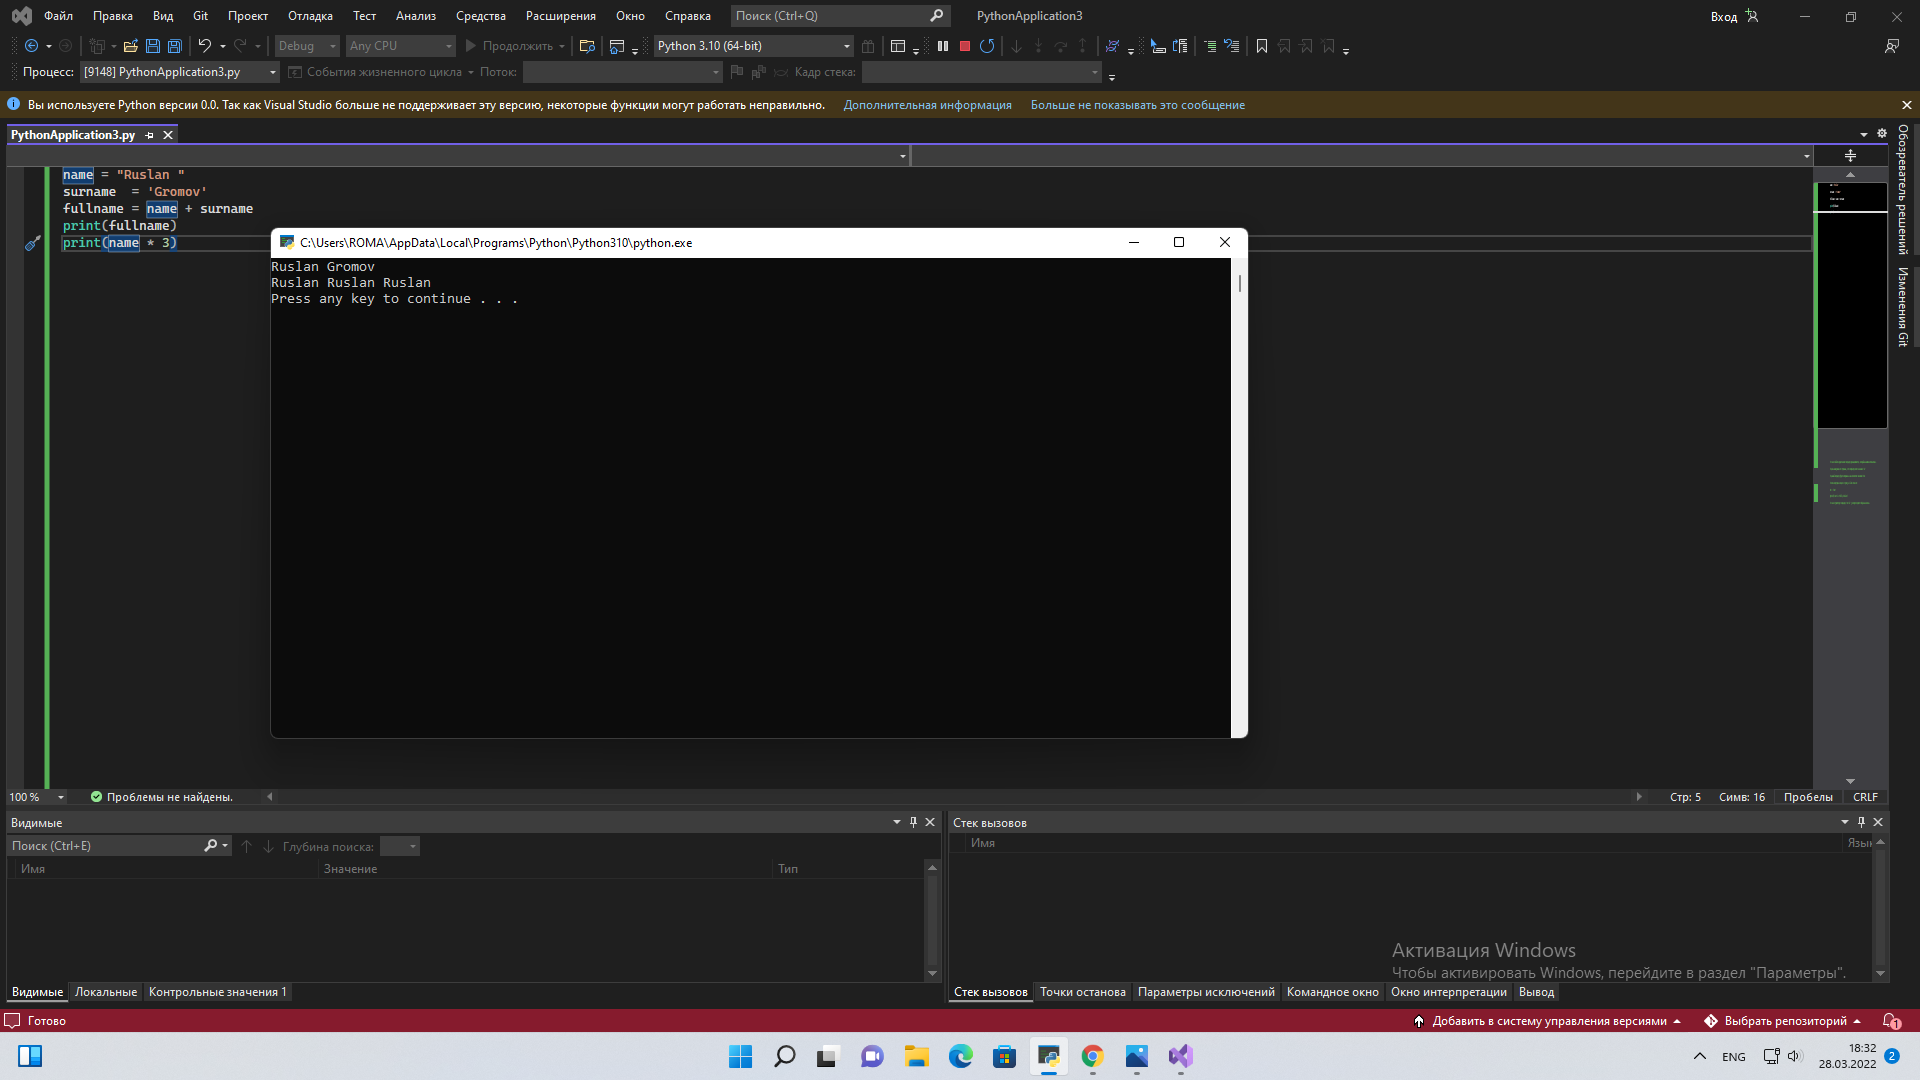 Файл Правка Вид Git Проект Отладка Тест Анализ Средства Расширения Окно Справка Поиск (Ctrl+Q) PythonApplication3 Вход
Debug Any CPU Продолжить Python 3.10 (64-bit)
Процесс: [9148] PythonApplication3.py События жизненного цикла Поток: Кадр стека:
Вы используете Python версии 0.0. Так как Visual Studio больше не поддерживает эту версию, некоторые функции могут работать неправильно. Дополнительная информация Больше не показывать это сообщение
PythonApplication3.py
Обозреватель решений
Изменения Git
name = "Ruslan "
surname  = 'Gromov'
fullname = name + surname
print(fullname)
print(name * 3)
C:\Users\ROMA\AppData\Local\Programs\Python\Python310\python.exe
Ruslan Gromov
Ruslan Ruslan Ruslan
Press any key to continue . . .
100 % Проблемы не найдены. Стр: 5 Симв: 16 Пробелы CRLF
Видимые
Поиск (Ctrl+E) Глубина поиска:
Имя Значение Тип
Видимые Локальные Контрольные значения 1
Стек вызовов
Имя Язык
Активация Windows
Чтобы активировать Windows, перейдите в раздел "Параметры".
Стек вызовов Точки останова Параметры исключений Командное окно Окно интерпретации Вывод
Готово Добавить в систему управления версиями Выбрать репозиторий 1
ENG 18:32 2
28.03.2022